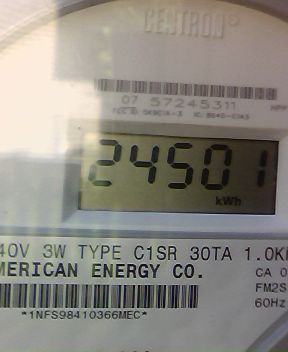 CENTRON®
07 57245311
24501
kWh
40V 3W TYPE C1SR 30TA 1.0K
MERICAN ENERGY CO.
CA 0
FM2S
60Hz
*1NFS98410366MEC*